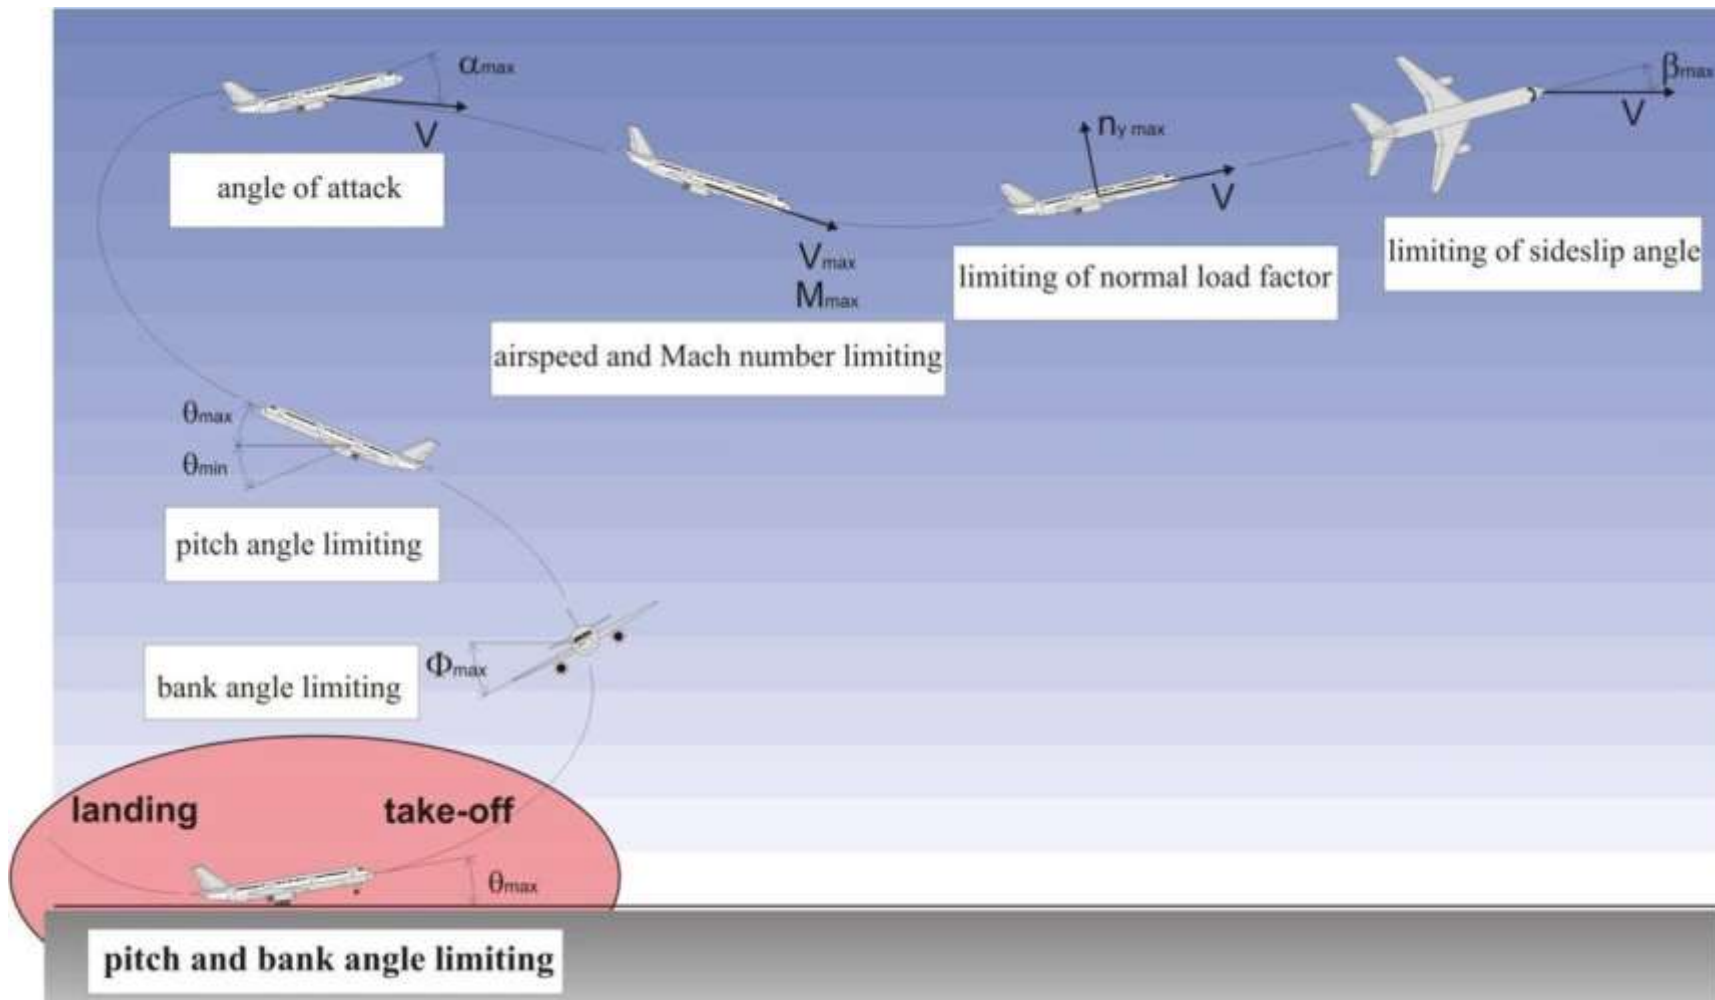 αmax
V
angle of attack
Vmax
Mmax
airspeed and Mach number limiting
ny max
V
limiting of normal load factor
βmax
V
limiting of sideslip angle
θmax
θmin
pitch angle limiting
Φmax
bank angle limiting
landing
take-off
θmax
pitch and bank angle limiting